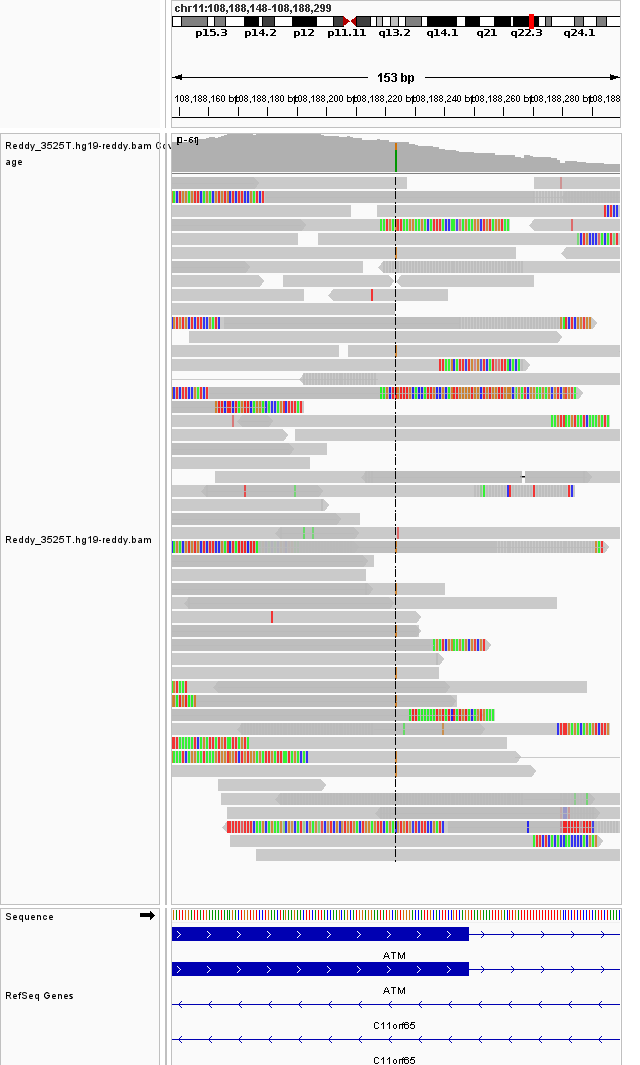 chr11:108,188,148-108,188,299
p15.3 p14.2 p12 p11.11 q13.2 q14.1 q21 q22.3 q24.1
153 bp
108,188,160 bp 108,188,180 bp 108,188,200 bp 108,188,220 bp 108,188,240 bp 108,188,260 bp 108,188,280 bp 108,188
Reddy_3525T.hg19-reddy.bam Cov
age
[0-61]
Reddy_3525T.hg19-reddy.bam
Sequence
ATM
ATM
RefSeq Genes
C11orf65
C11orf65